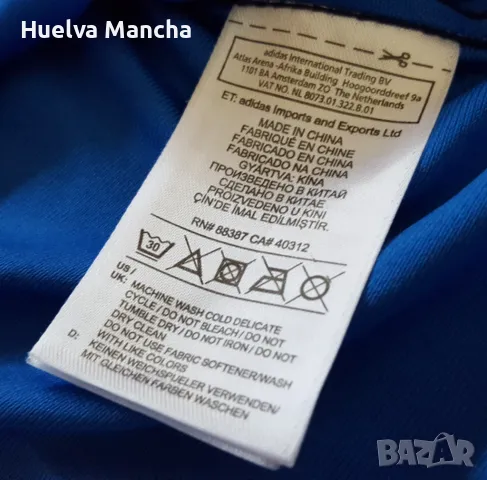 Huelva Mancha
adidas International Trading BV
Atlas Arena -Afrika Building Hoogoorddreef 9a
1101 BA Amsterdam ZO The Netherlands
VAT NO. NL 8073.01.322.B.01
ET: adidas Imports and Exports Ltd
MADE IN CHINA
FABRIQUÉ EN CHINE
FABRICADO EN CHINA
FABRICADO NA CHINA
GYÁRTVA: KÍNA
ПРОИЗВЕДЕНО В КИТАЙ
СДЕЛАНО В КИТАЕ
PROIZVEDENO U KINI
ÇİN'DE İMAL EDİLMİŞTİR.
RN# 88387 CA# 40312
30
US /
UK: MACHINE WASH COLD DELICATE
CYCLE / DO NOT BLEACH / DO NOT
TUMBLE DRY / DO NOT IRON / DO NOT
DRY CLEAN
DO NOT USE FABRIC SOFTENER/WASH
WITH LIKE COLORS
D: KEINEN WEICHSPUELER VERWENDEN/
MIT GLEICHEN FARBEN WASCHEN
BAZAR